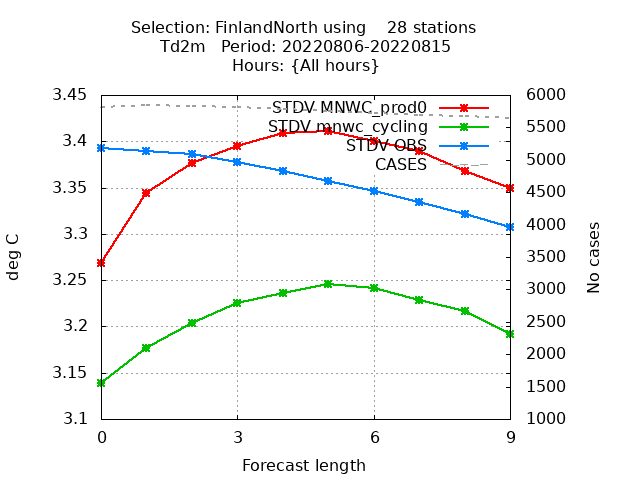 Selection: FinlandNorth using    28 stations
Td2m   Period: 20220806-20220815
Hours: {All hours}
3.45
3.4
3.35
3.3
3.25
3.2
3.15
3.1
deg C
STDV MNWC_prod0
STDV mnwc_cycling
STDV OBS
CASES
6000
5500
5000
4500
4000
3500
3000
2500
2000
1500
1000
No cases
0
3
6
9
Forecast length